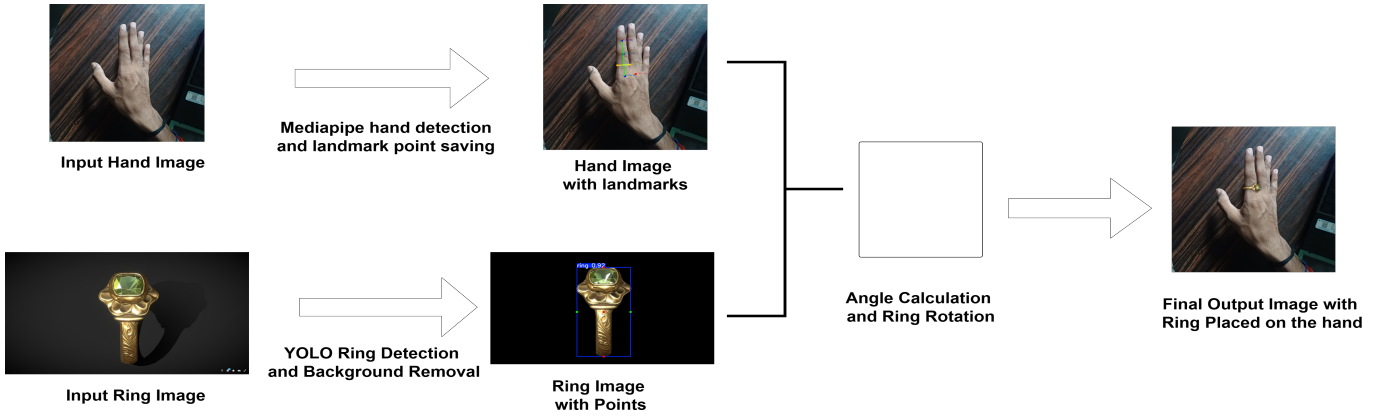 Input Hand Image
Mediapipe hand detection
and landmark point saving
Hand Image
with landmarks
Input Ring Image
YOLO Ring Detection
and Background Removal
ring 0.92
Ring Image
with Points
Angle Calculation
and Ring Rotation
Final Output Image with
Ring Placed on the hand